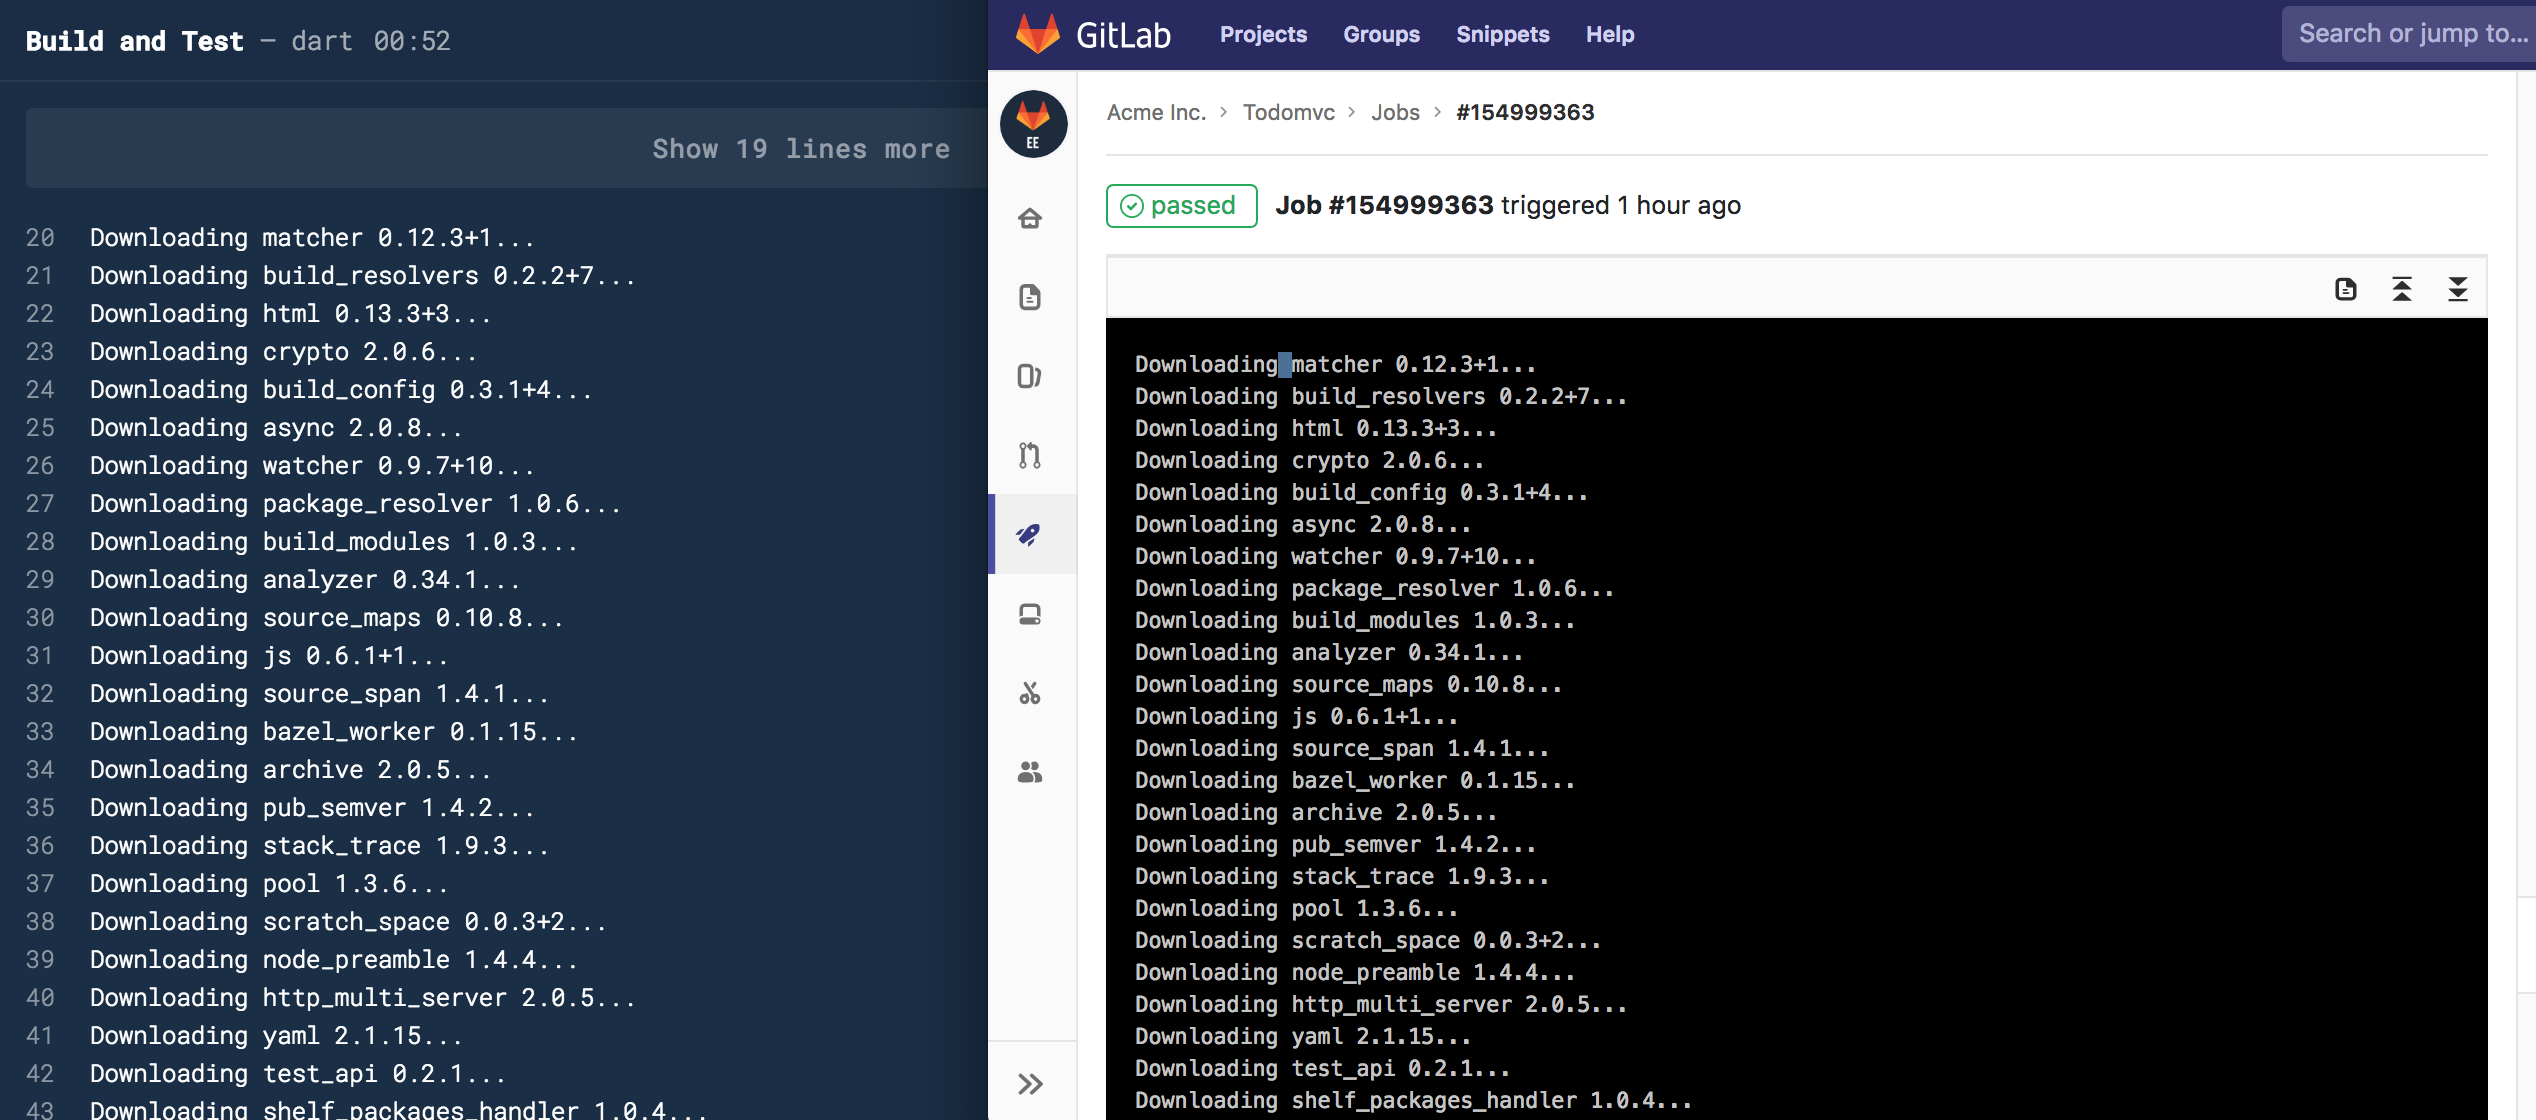 Build and Test – dart 00:52
Show 19 lines more
20 Downloading matcher 0.12.3+1...
21 Downloading build_resolvers 0.2.2+7...
22 Downloading html 0.13.3+3...
23 Downloading crypto 2.0.6...
24 Downloading build_config 0.3.1+4...
25 Downloading async 2.0.8...
26 Downloading watcher 0.9.7+10...
27 Downloading package_resolver 1.0.6...
28 Downloading build_modules 1.0.3...
29 Downloading analyzer 0.34.1...
30 Downloading source_maps 0.10.8...
31 Downloading js 0.6.1+1...
32 Downloading source_span 1.4.1...
33 Downloading bazel_worker 0.1.15...
34 Downloading archive 2.0.5...
35 Downloading pub_semver 1.4.2...
36 Downloading stack_trace 1.9.3...
37 Downloading pool 1.3.6...
38 Downloading scratch_space 0.0.3+2...
39 Downloading node_preamble 1.4.4...
40 Downloading http_multi_server 2.0.5...
41 Downloading yaml 2.1.15...
42 Downloading test_api 0.2.1...
43 Downloading shelf_packages_handler 1.0.4...
GitLab Projects Groups Snippets Help Search or jump to...
EE
Acme Inc. > Todomvc > Jobs > #154999363
passed Job #154999363 triggered 1 hour ago
Downloading matcher 0.12.3+1...
Downloading build_resolvers 0.2.2+7...
Downloading html 0.13.3+3...
Downloading crypto 2.0.6...
Downloading build_config 0.3.1+4...
Downloading async 2.0.8...
Downloading watcher 0.9.7+10...
Downloading package_resolver 1.0.6...
Downloading build_modules 1.0.3...
Downloading analyzer 0.34.1...
Downloading source_maps 0.10.8...
Downloading js 0.6.1+1...
Downloading source_span 1.4.1...
Downloading bazel_worker 0.1.15...
Downloading archive 2.0.5...
Downloading pub_semver 1.4.2...
Downloading stack_trace 1.9.3...
Downloading pool 1.3.6...
Downloading scratch_space 0.0.3+2...
Downloading node_preamble 1.4.4...
Downloading http_multi_server 2.0.5...
Downloading yaml 2.1.15...
Downloading test_api 0.2.1...
Downloading shelf_packages_handler 1.0.4...